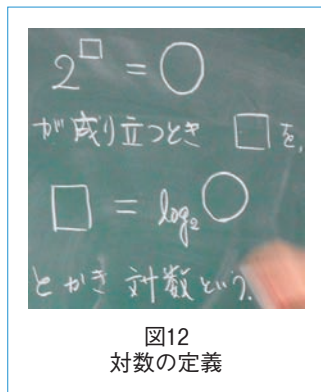 2^□ = ○
が成り立つとき □を,
□ = log₂○
とかき 対数という.
図12
対数の定義